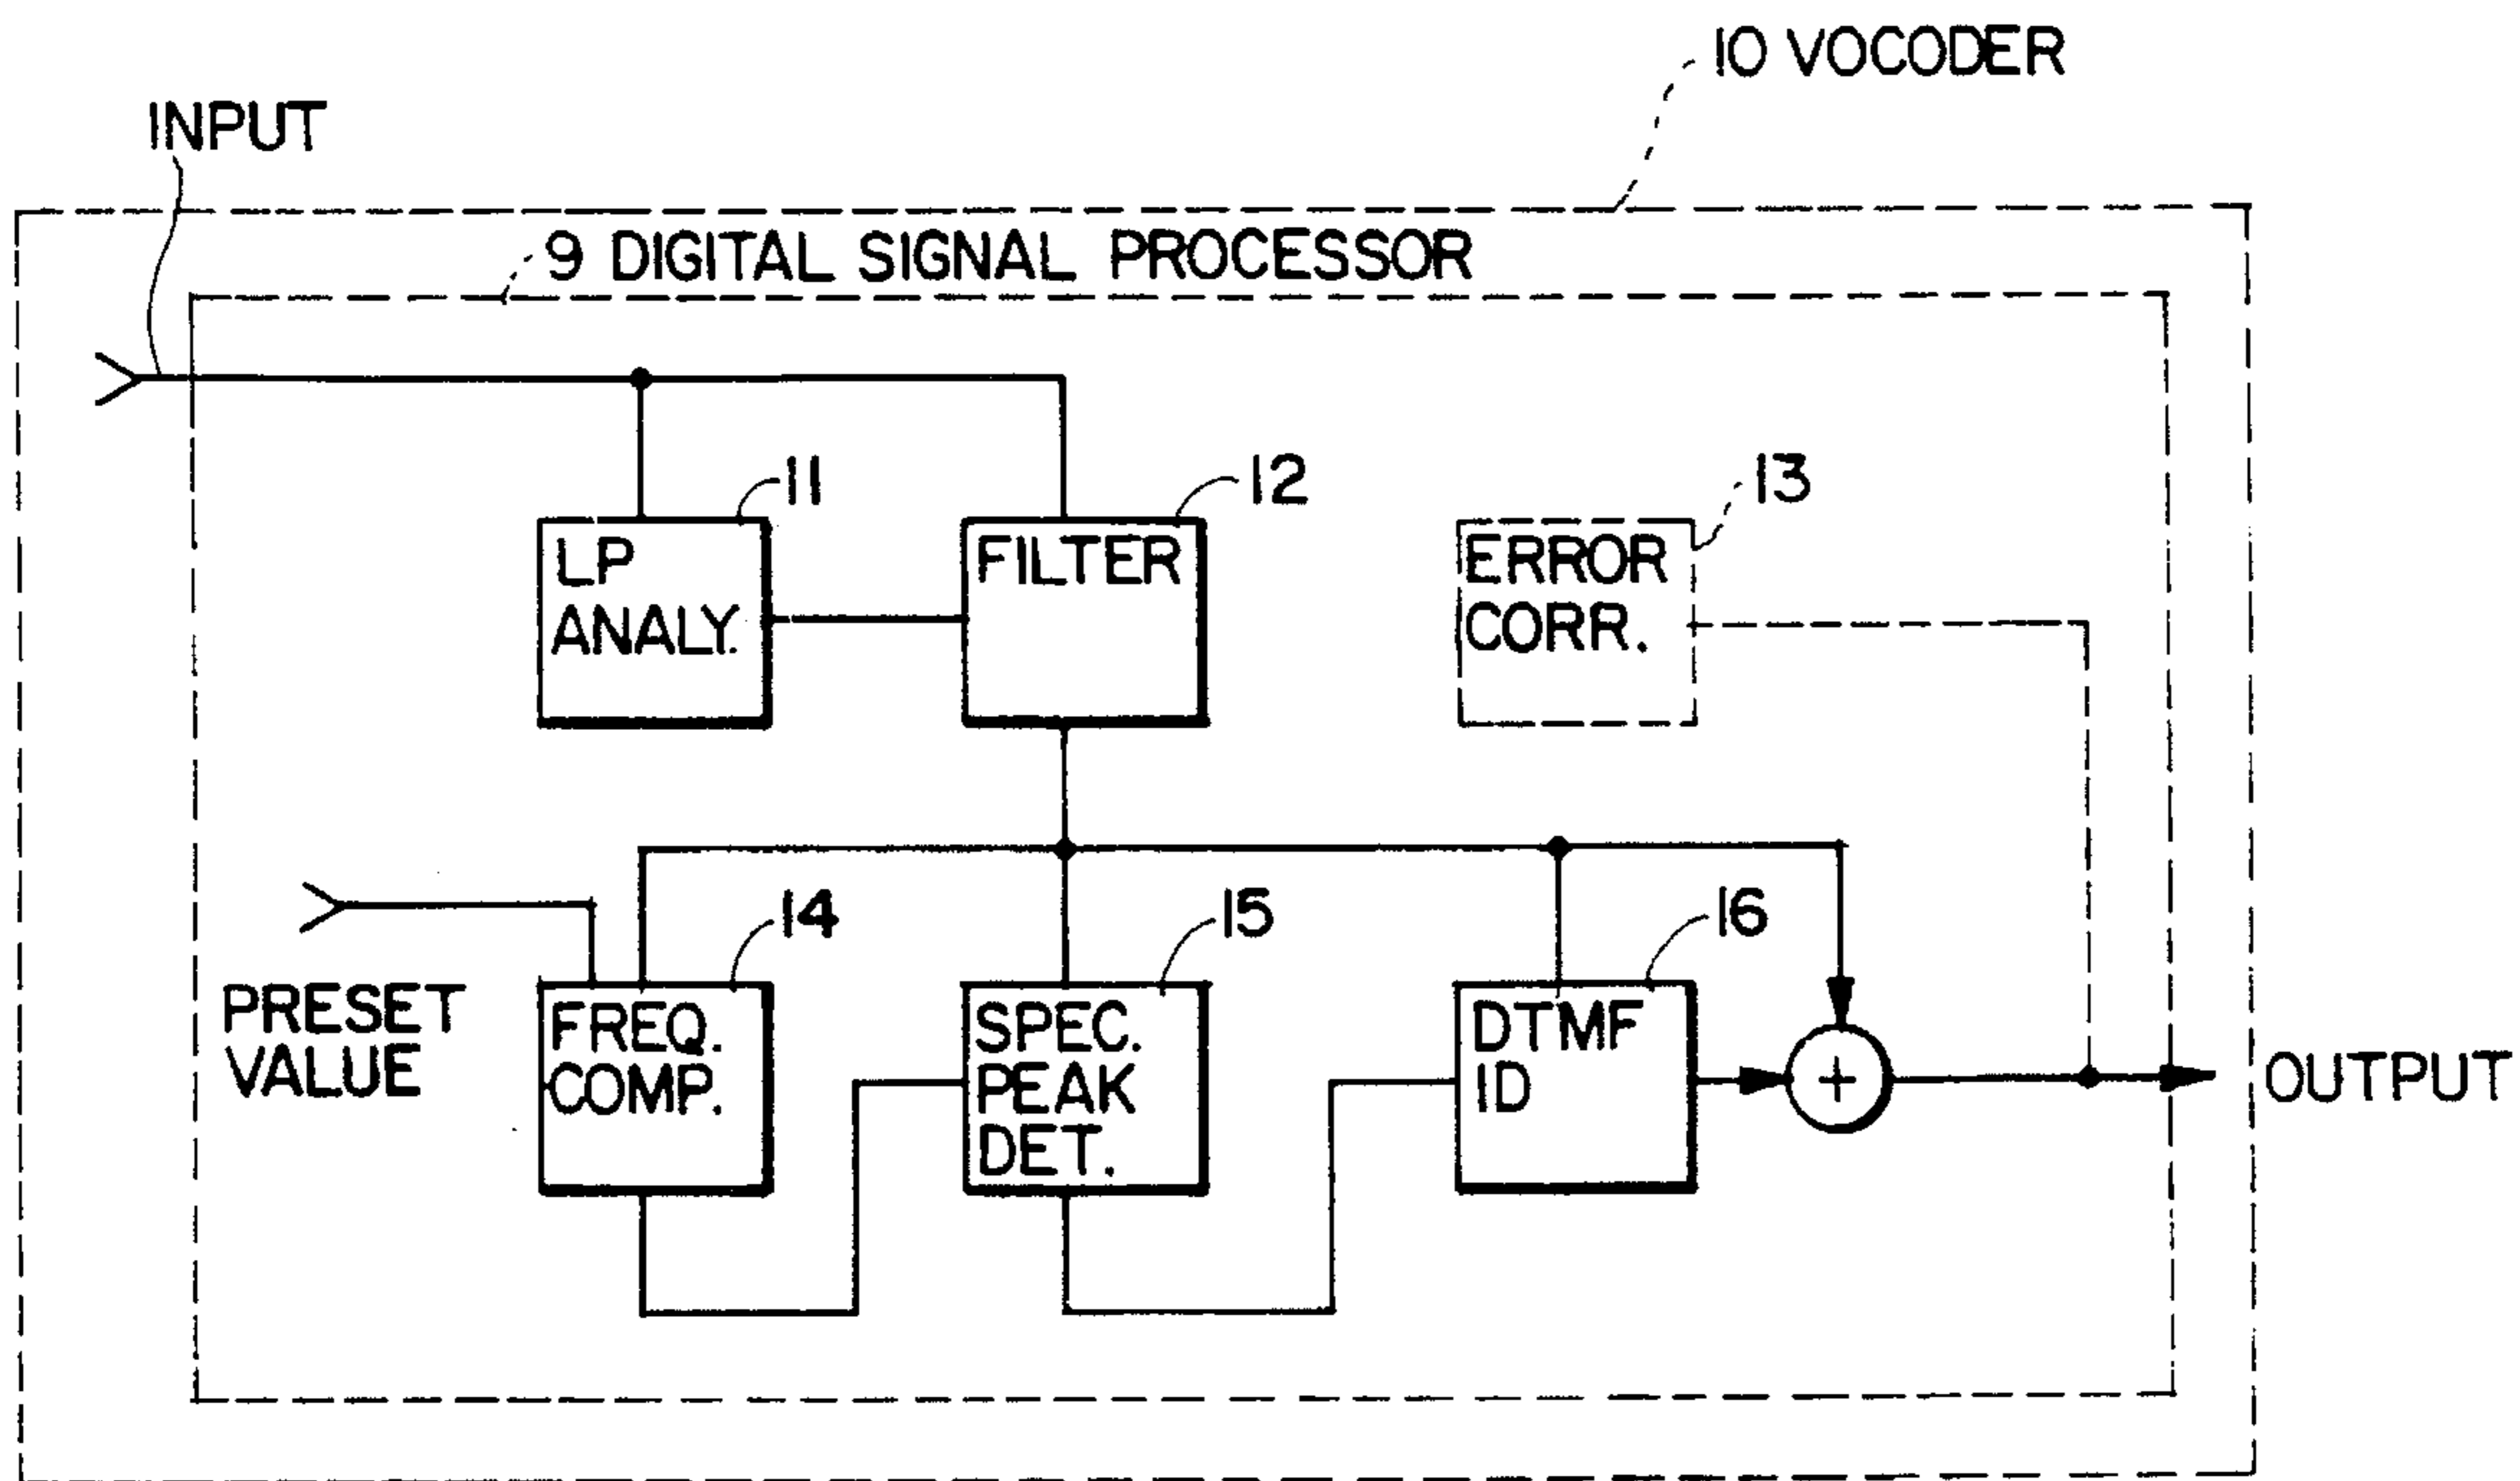 10 VOCODER
INPUT
9 DIGITAL SIGNAL PROCESSOR
11
12
13
LP
ANALY.
FILTER
ERROR
CORR.
14
15
16
PRESET
VALUE
FREQ.
COMP.
SPEC.
PEAK
DET.
DTMF
ID
+
OUTPUT